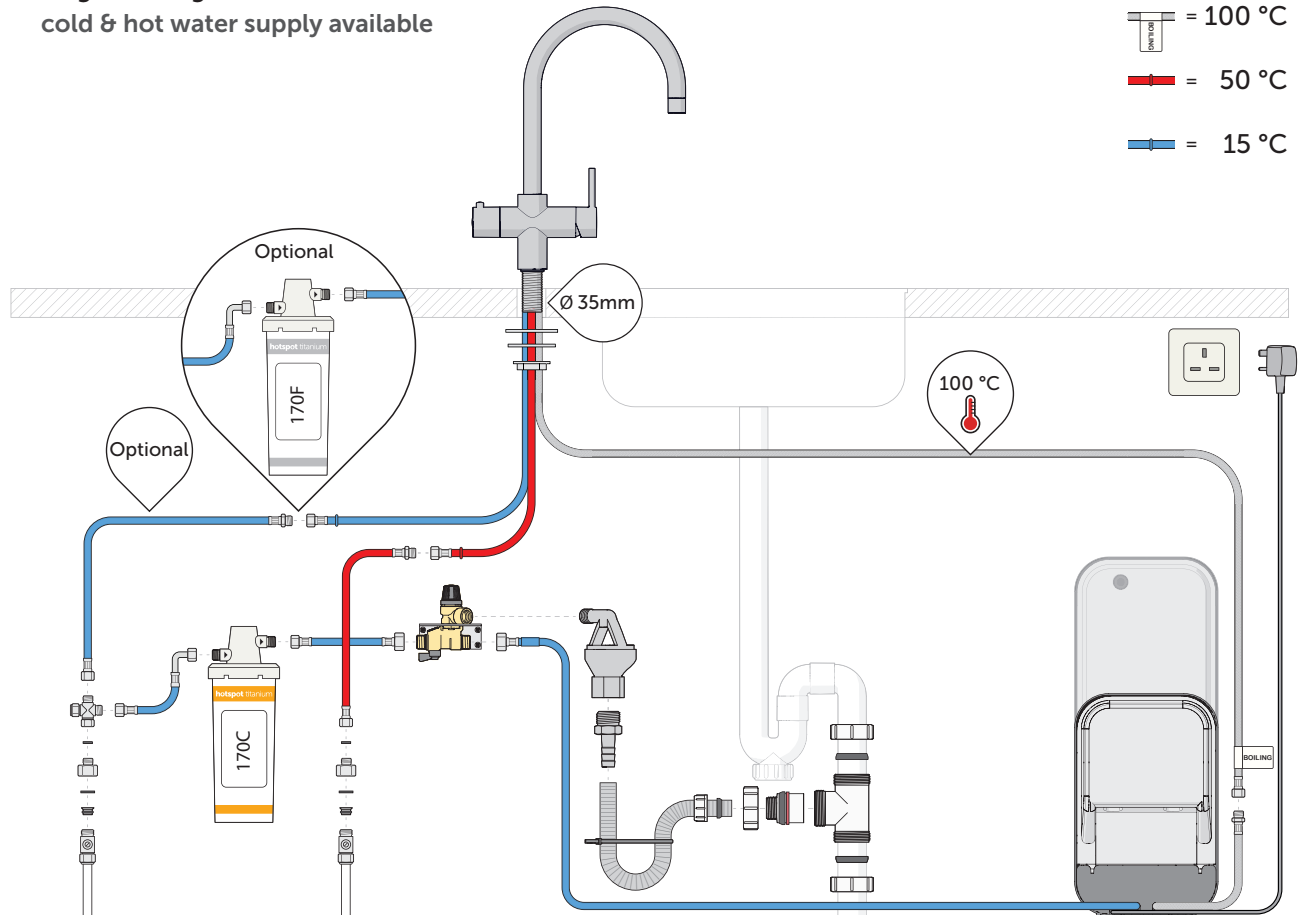 cold & hot water supply available
BOILING
= 100 °C
= 50 °C
= 15 °C
Optional
Ø 35mm
hotspot titanium
170F
100 °C
Optional
hotspot titanium
170C
BOILING